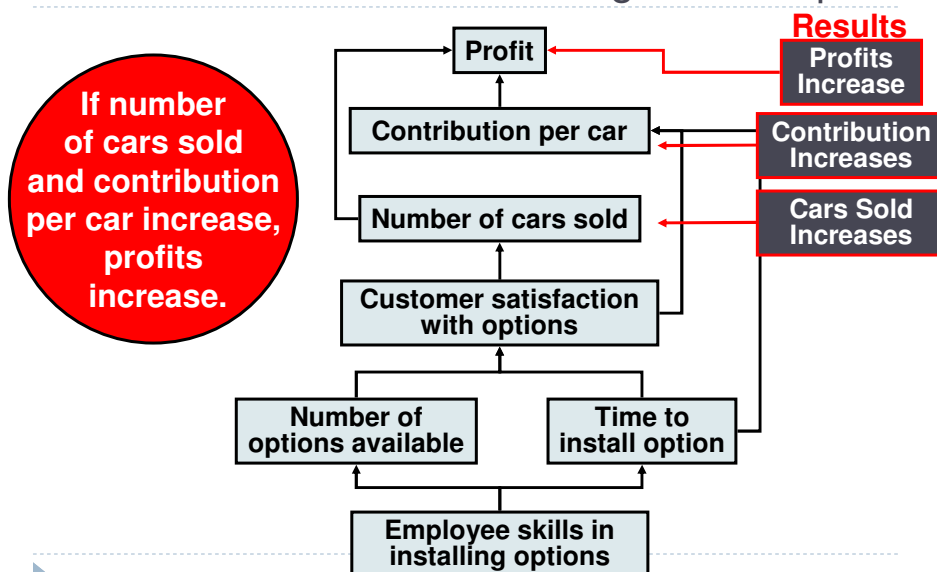 Results
Profit
Profits
Increase
If number
of cars sold
and contribution
per car increase,
profits
increase.
Contribution per car
Contribution
Increases
Number of cars sold
Cars Sold
Increases
Customer satisfaction
with options
Number of
options available
Time to
install option
Employee skills in
installing options